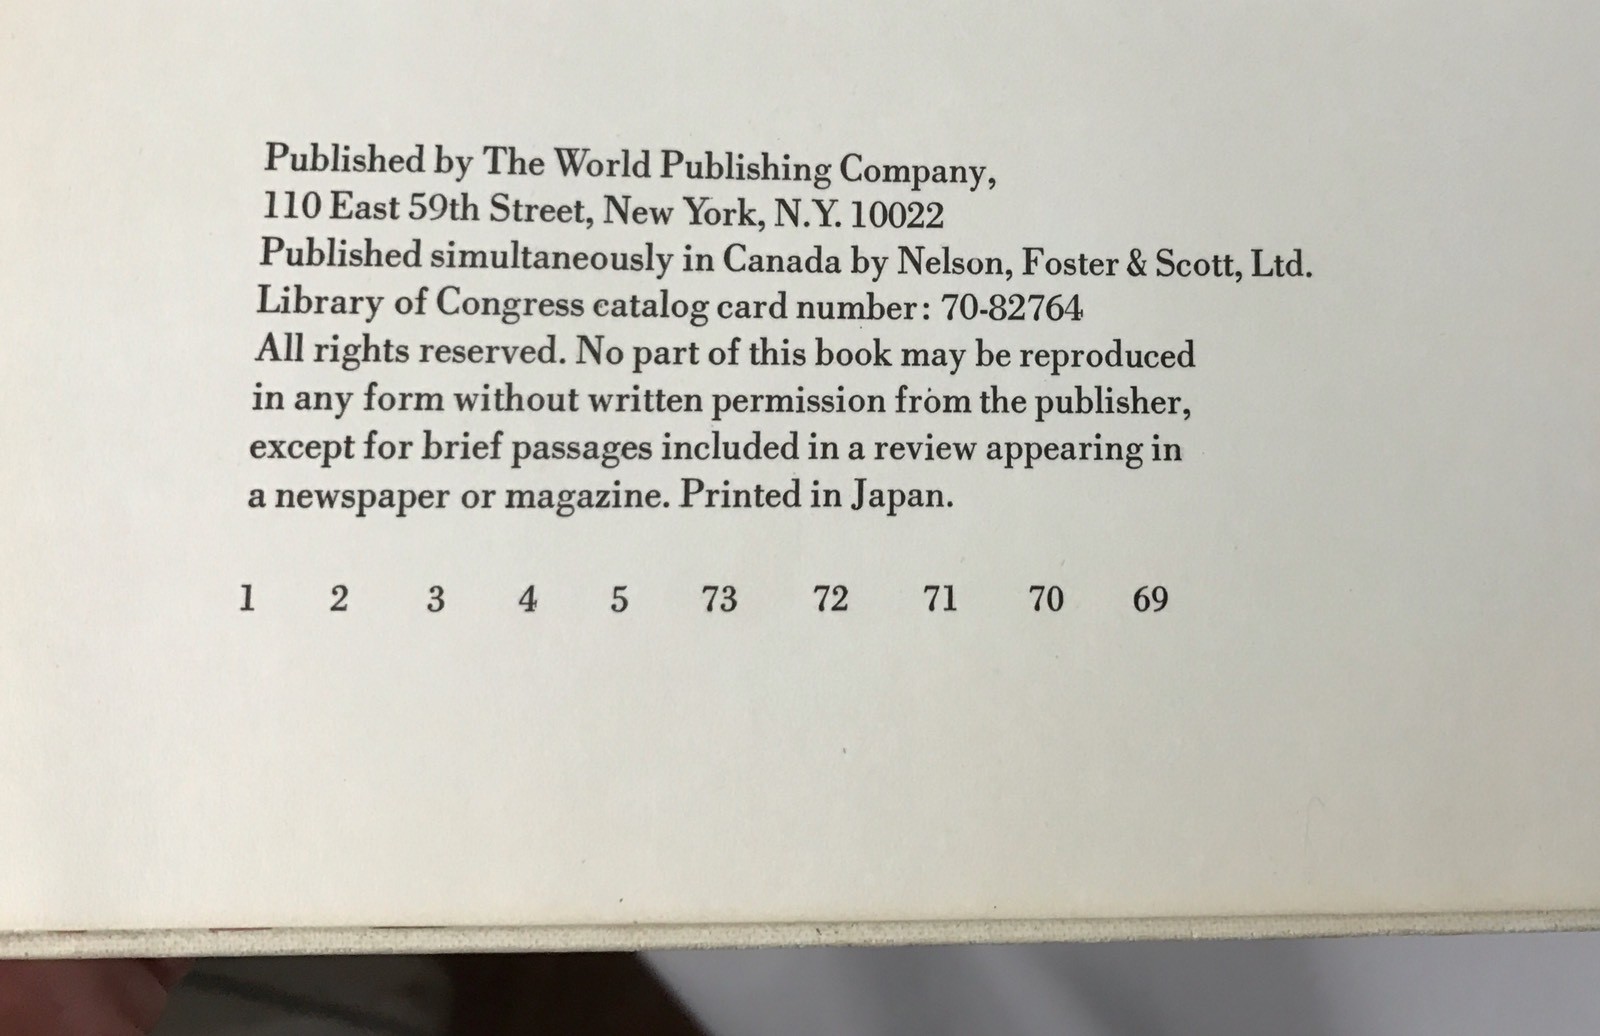 Published by The World Publishing Company,
110 East 59th Street, New York, N.Y. 10022
Published simultaneously in Canada by Nelson, Foster & Scott, Ltd.
Library of Congress catalog card number: 70-82764
All rights reserved. No part of this book may be reproduced
in any form without written permission from the publisher,
except for brief passages included in a review appearing in
a newspaper or magazine. Printed in Japan.
1 2 3 4 5 73 72 71 70 69